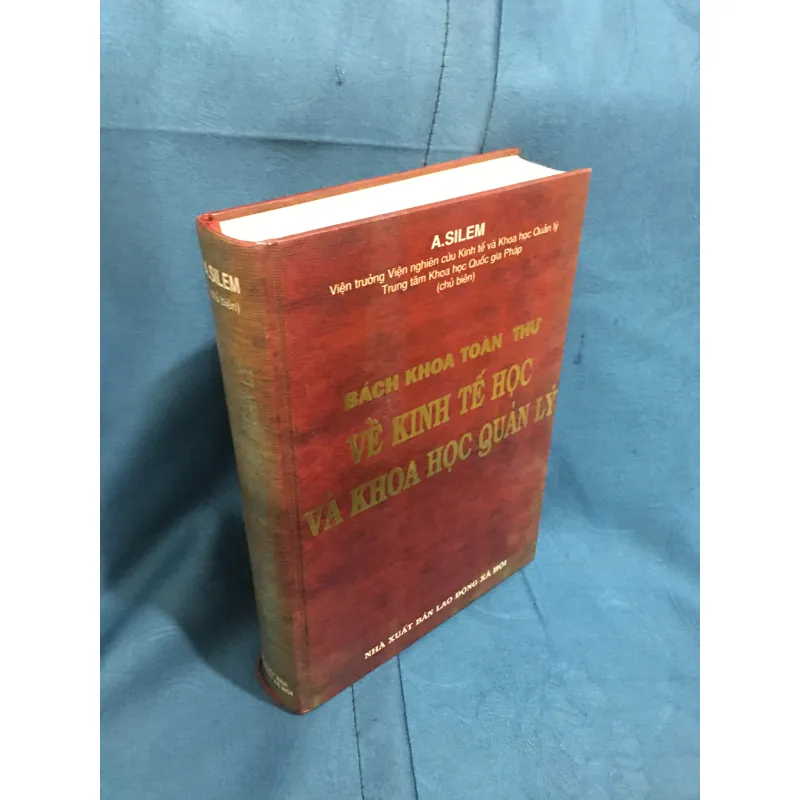 A.SILEM
Viện trưởng Viện nghiên cứu Kinh tế và Khoa học Quản lý
Trung tâm Khoa học Quốc gia Pháp
(chủ biên)
BÁCH KHOA TOÀN THƯ
VỀ KINH TẾ HỌC
VÀ KHOA HỌC QUẢN LÝ
NHÀ XUẤT BẢN LAO ĐỘNG XÃ HỘI
A.SILEM
(chủ biên)